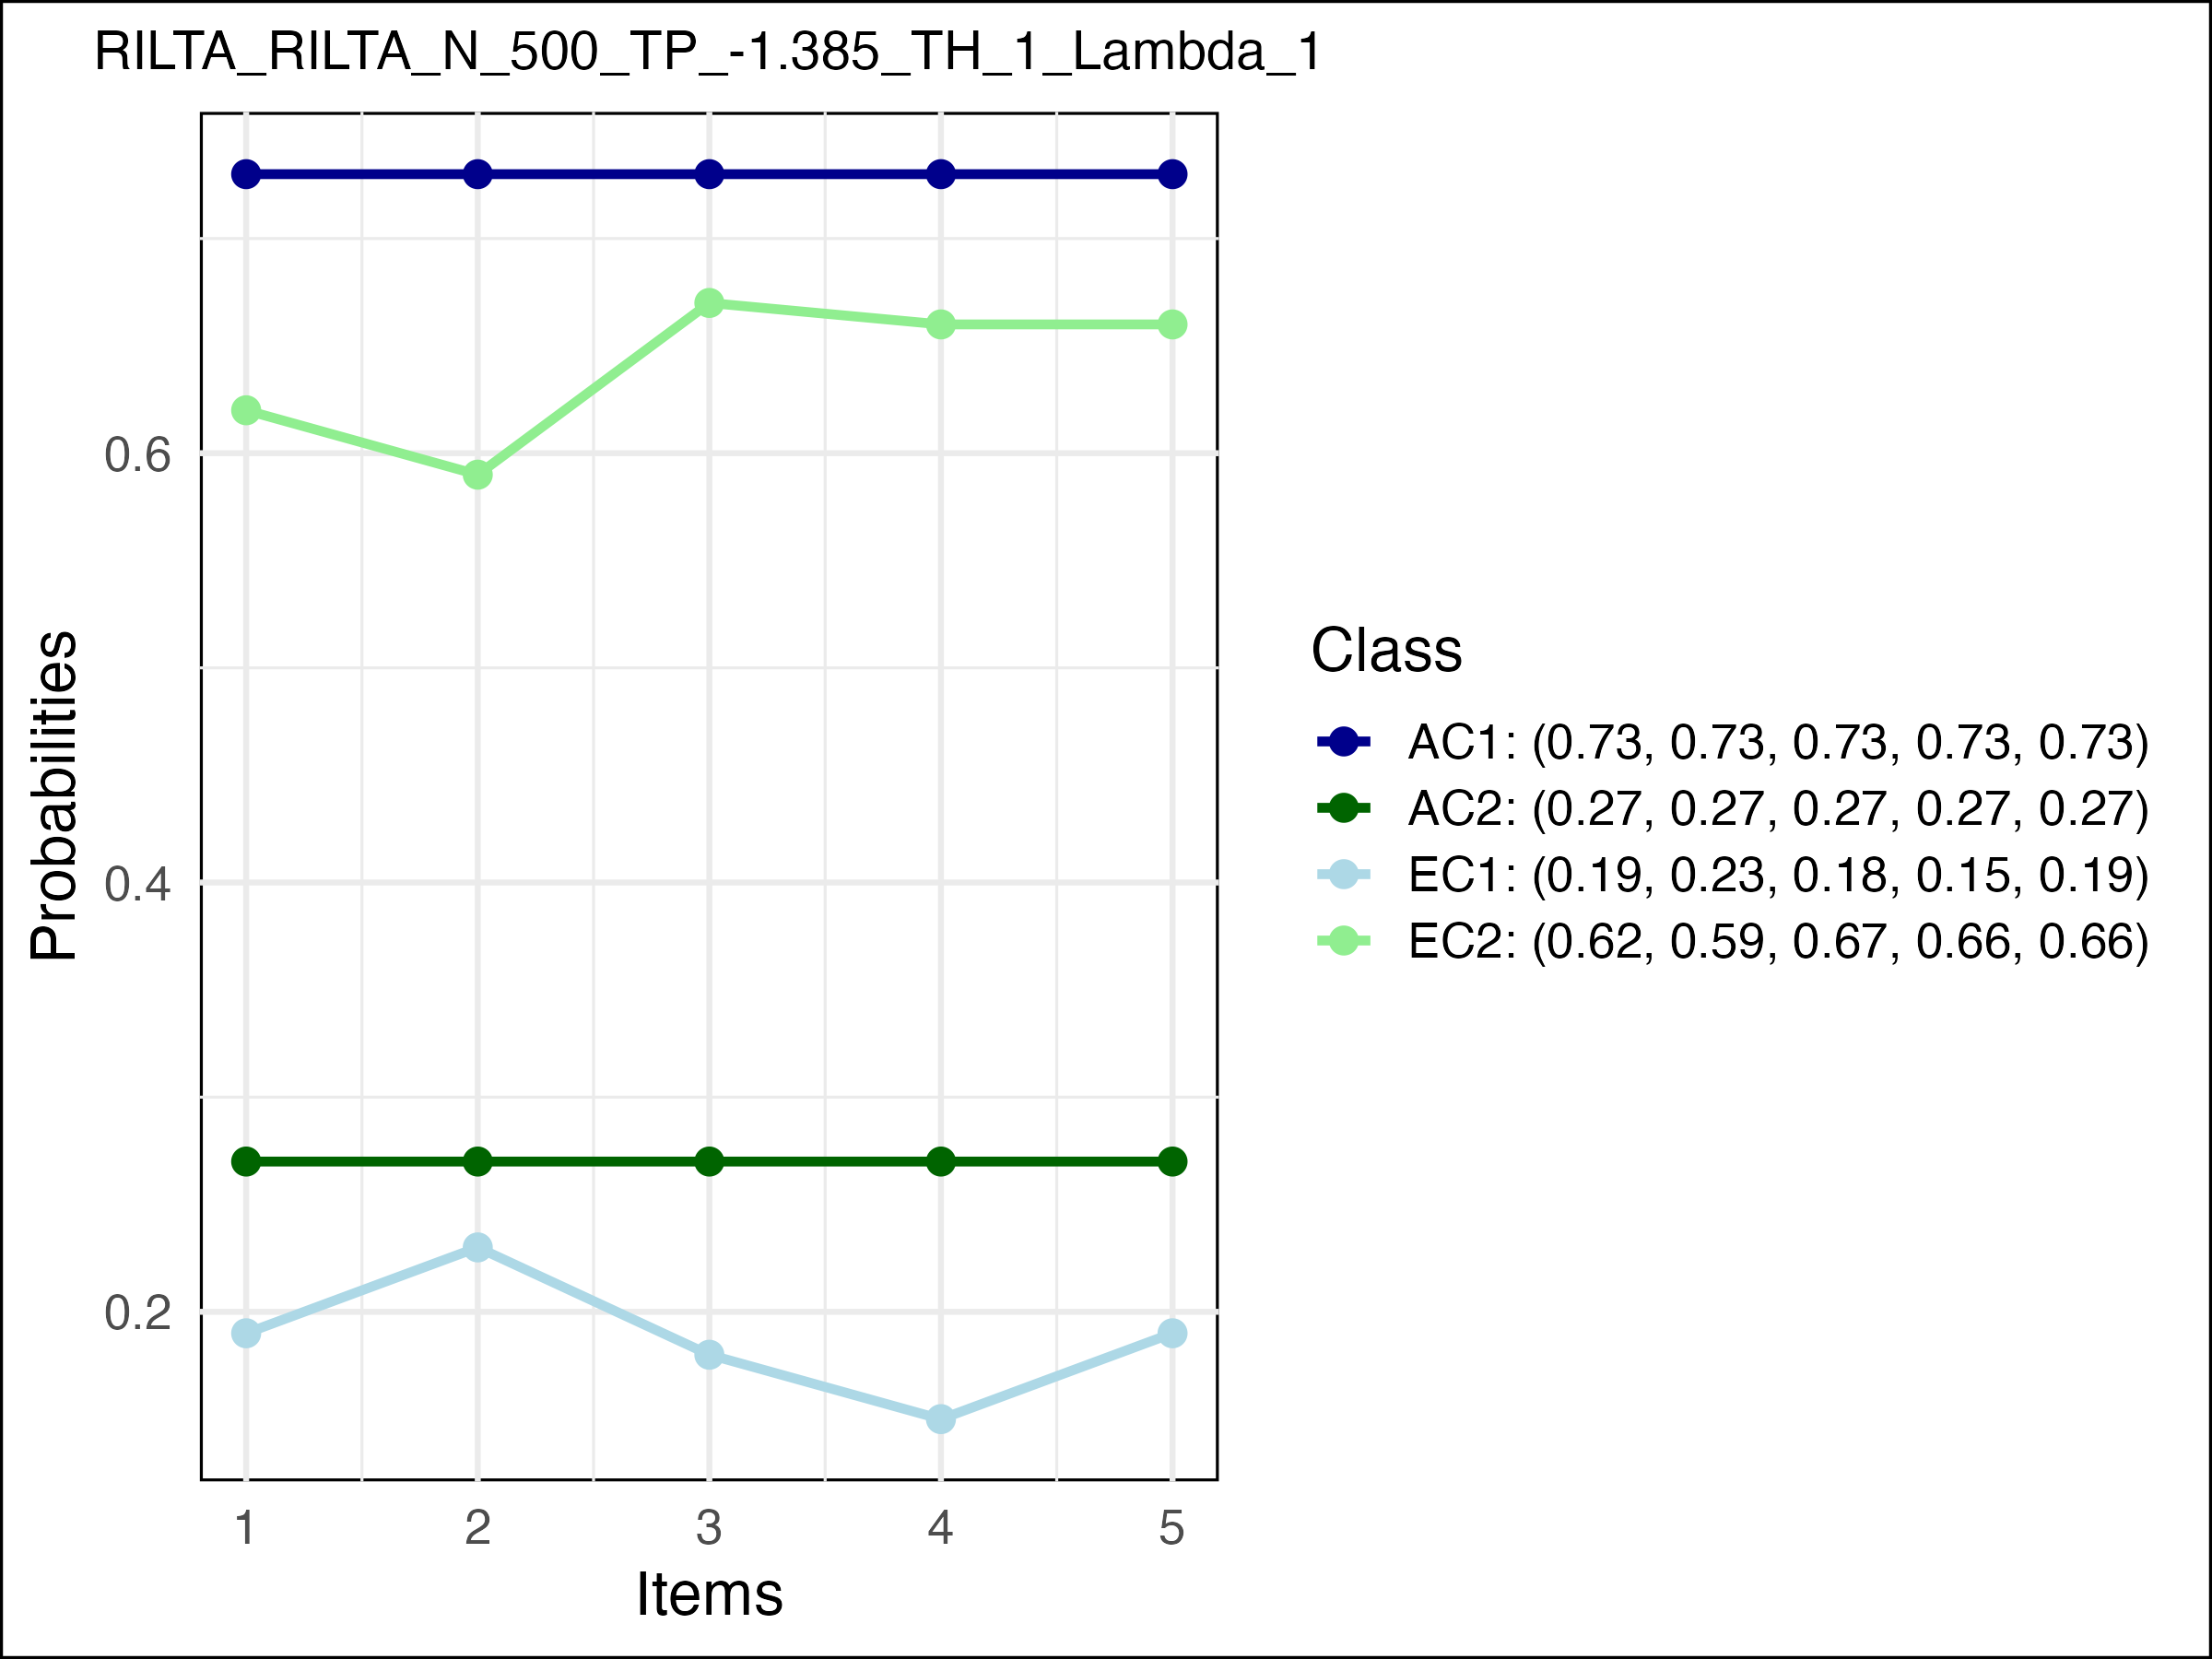 RILTA_RILTA_N_500_TP_-1.385_TH_1_Lambda_1
Probabilities
0.6
0.4
0.2
1 2 3 4 5
Items
Class
AC1: (0.73, 0.73, 0.73, 0.73, 0.73)
AC2: (0.27, 0.27, 0.27, 0.27, 0.27)
EC1: (0.19, 0.23, 0.18, 0.15, 0.19)
EC2: (0.62, 0.59, 0.67, 0.66, 0.66)